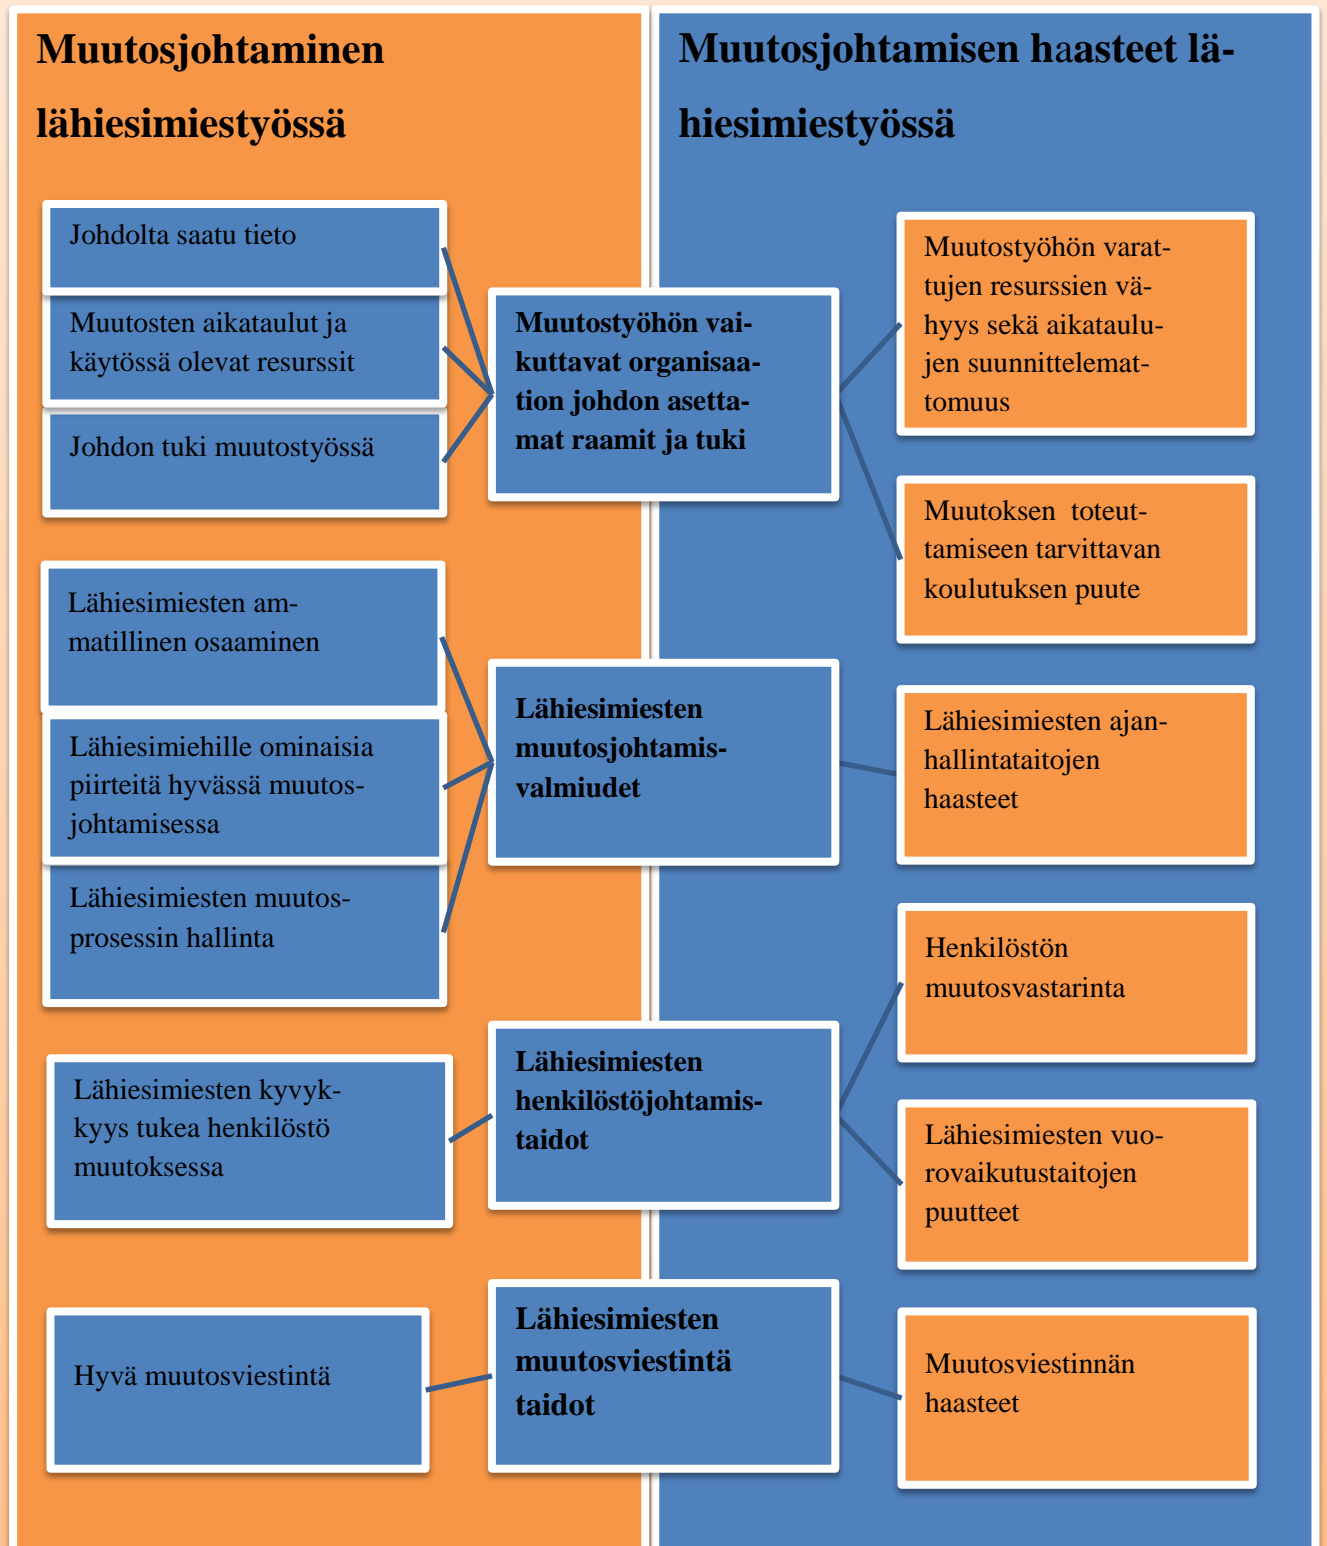 Muutosjohtaminen
lähiesimiestyössä
Johdolta saatu tieto
Muutosten aikataulut ja
käytössä olevat resurssit
Johdon tuki muutostyössä
Lähiesimiesten am-
matillinen osaaminen
Lähiesimiehille ominaisia
piirteitä hyvässä muutos-
johtamisessa
Lähiesimiesten muutos-
prosessin hallinta
Lähiesimiesten kyvyk-
kyys tukea henkilöstö
muutoksessa
Hyvä muutosviestintä
Muutostyöhön vai-
kuttavat organisaa-
tion johdon asetta-
mat raamit ja tuki
Lähiesimiesten
muutosjohtamis-
valmiudet
Lähiesimiesten
henkilöstöjohtamis-
taidot
Lähiesimiesten
muutosviestintä
taidot
Muutosjohtamisen haasteet lä-
hiesimiestyössä
Muutostyöhön varat-
tujen resurssien vä-
hyys sekä aikataulu-
jen suunnittelemat-
tomuus
Muutoksen  toteut-
tamiseen tarvittavan
koulutuksen puute
Lähiesimiesten ajan-
hallintataitojen
haasteet
Henkilöstön
muutosvastarinta
Lähiesimiesten vuo-
rovaikutustaitojen
puutteet
Muutosviestinnän
haasteet